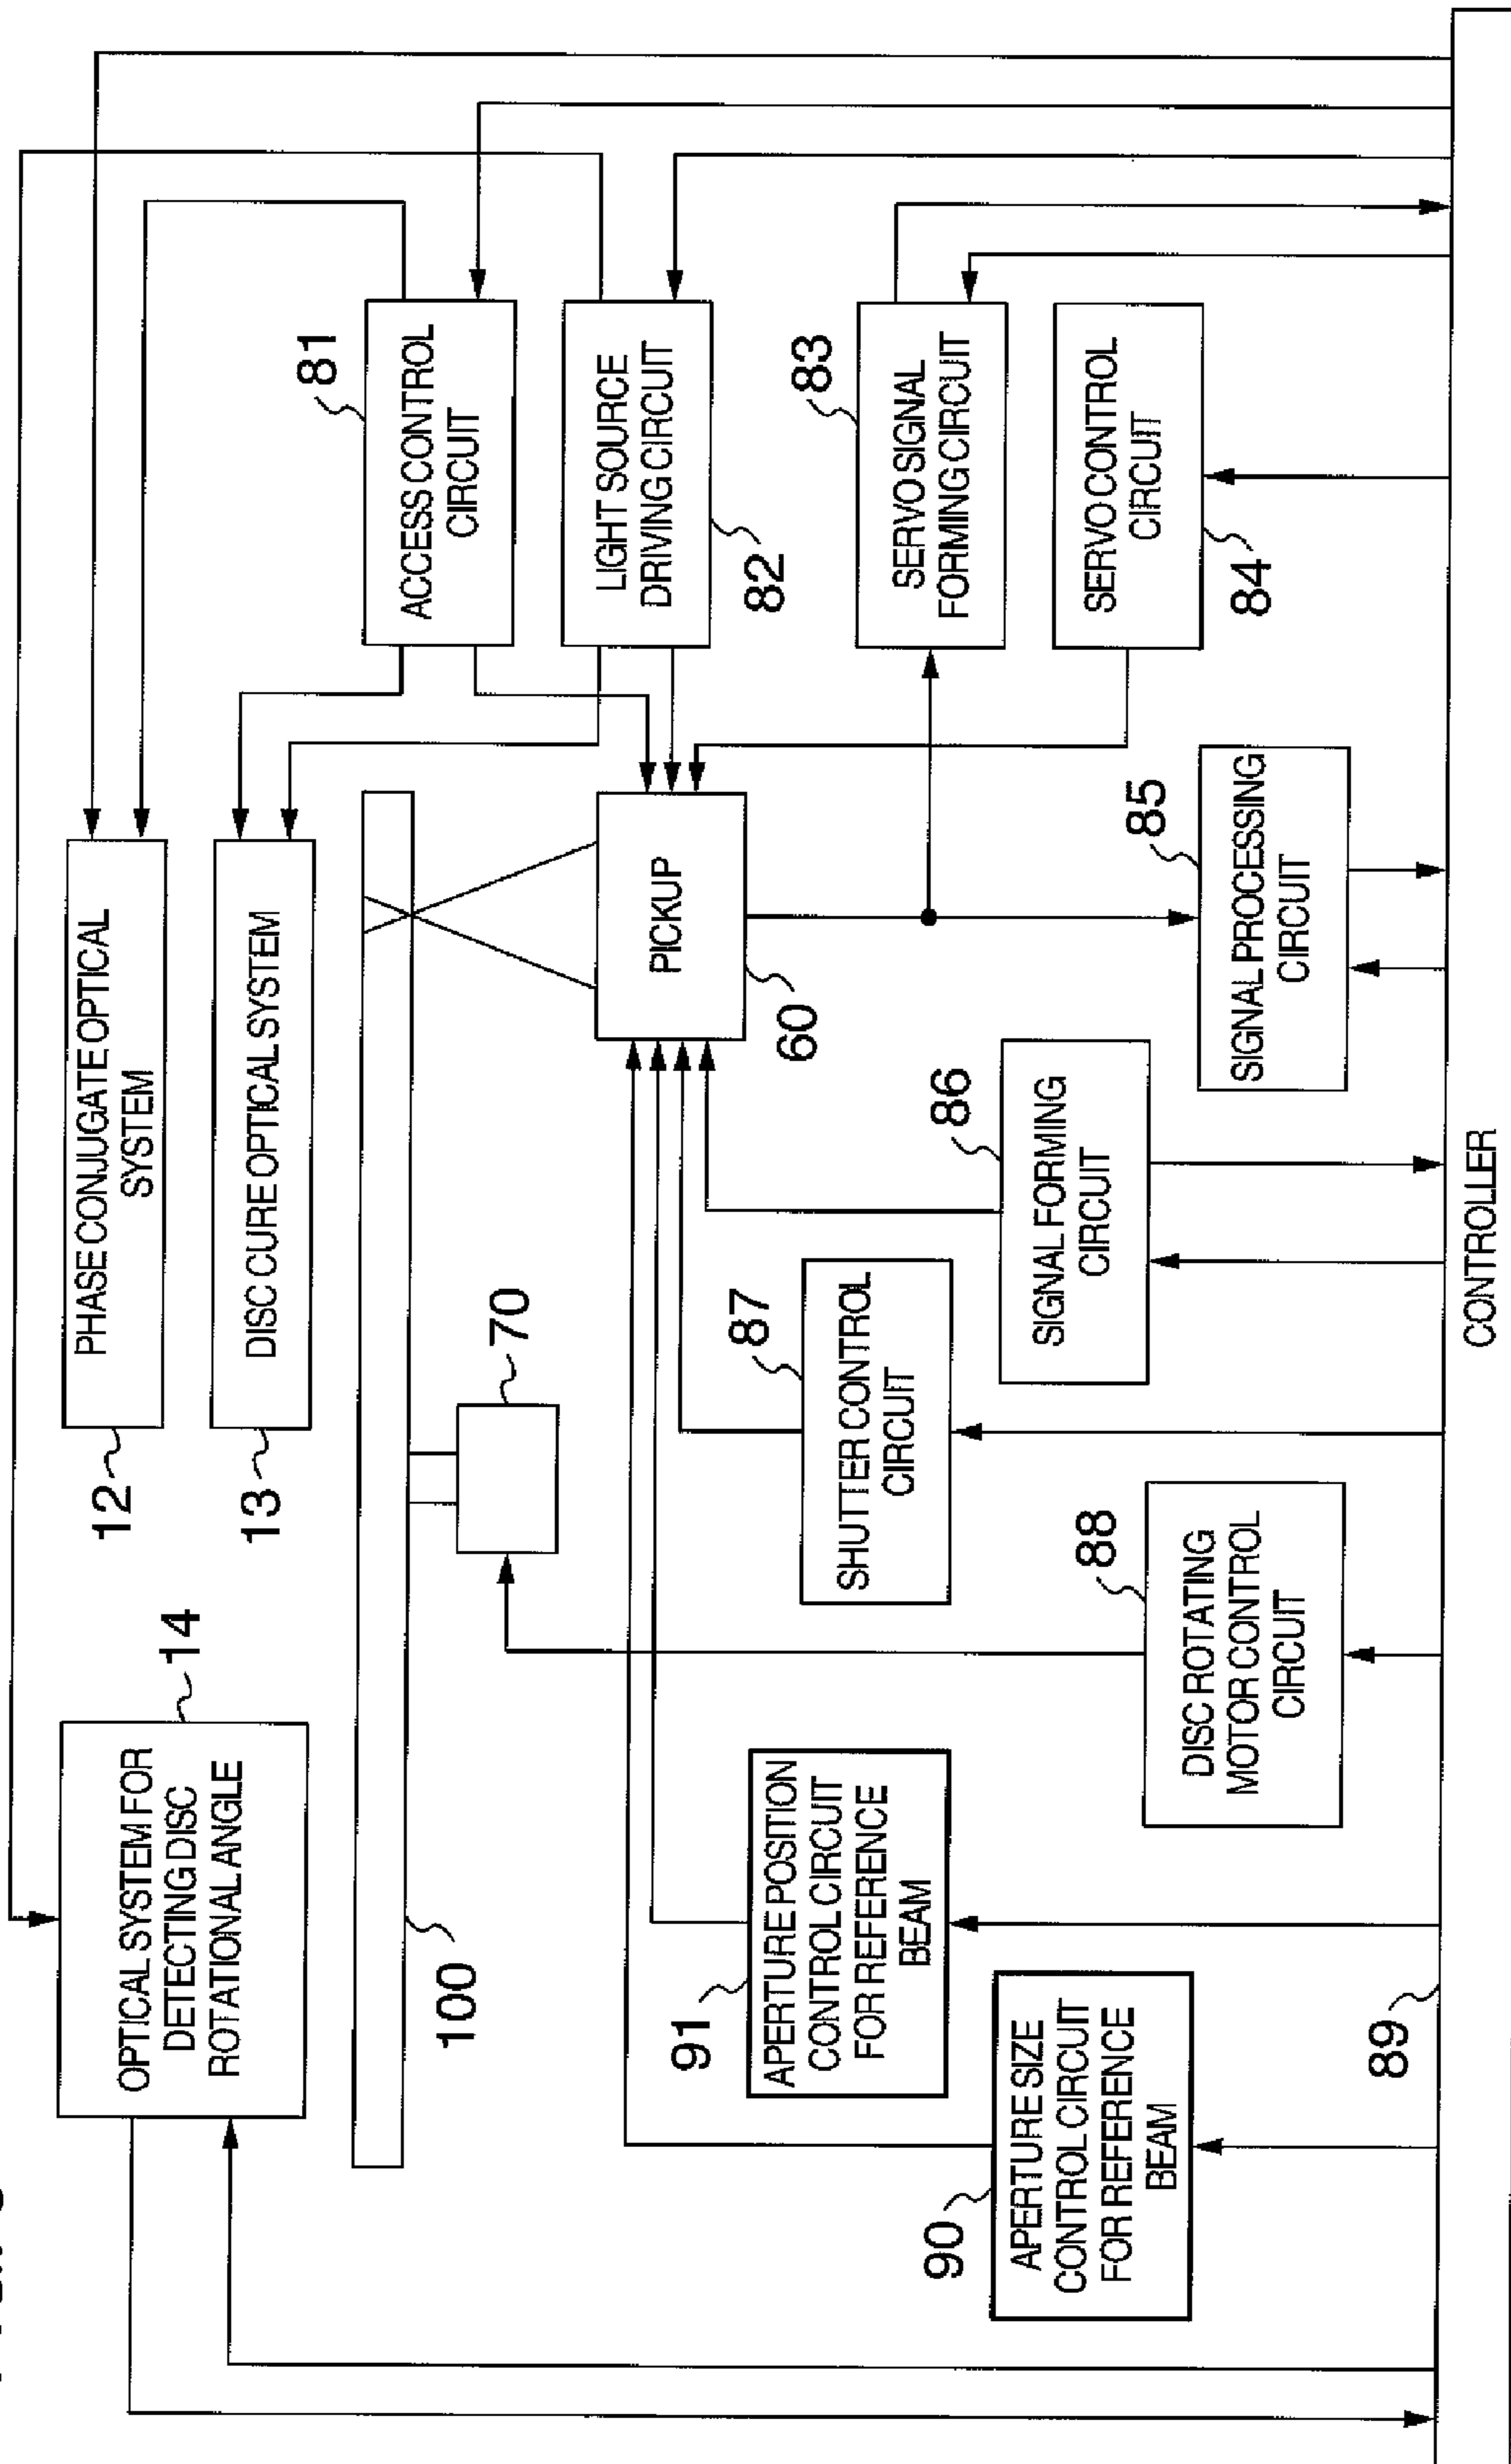 OPTICAL SYSTEM FOR
DETECTING DISC
ROTATIONAL ANGLE
14
12
PHASE CONJUGATE OPTICAL
SYSTEM
13
DISC CURE OPTICAL SYSTEM
100
70
PICKUP
60
81
ACCESS CONTROL
CIRCUIT
LIGHT SOURCE
DRIVING CIRCUIT
82
83
SERVO SIGNAL
FORMING CIRCUIT
SERVO CONTROL
CIRCUIT
84
85
SIGNAL PROCESSING
CIRCUIT
86
SIGNAL FORMING
CIRCUIT
87
SHUTTER CONTROL
CIRCUIT
88
DISC ROTATING
MOTOR CONTROL
CIRCUIT
91
APERTURE POSITION
CONTROL CIRCUIT
FOR REFERENCE
BEAM
90
APERTURE SIZE
CONTROL CIRCUIT
FOR REFERENCE
BEAM
89
CONTROLLER